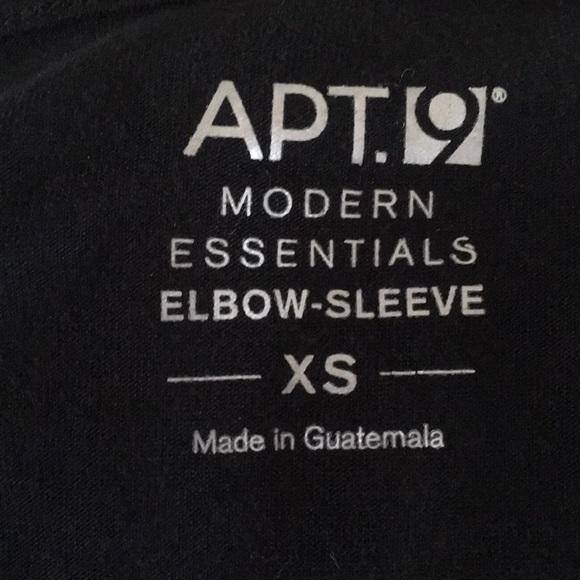 APT.9®
MODERN
ESSENTIALS
ELBOW-SLEEVE
XS
Made in Guatemala